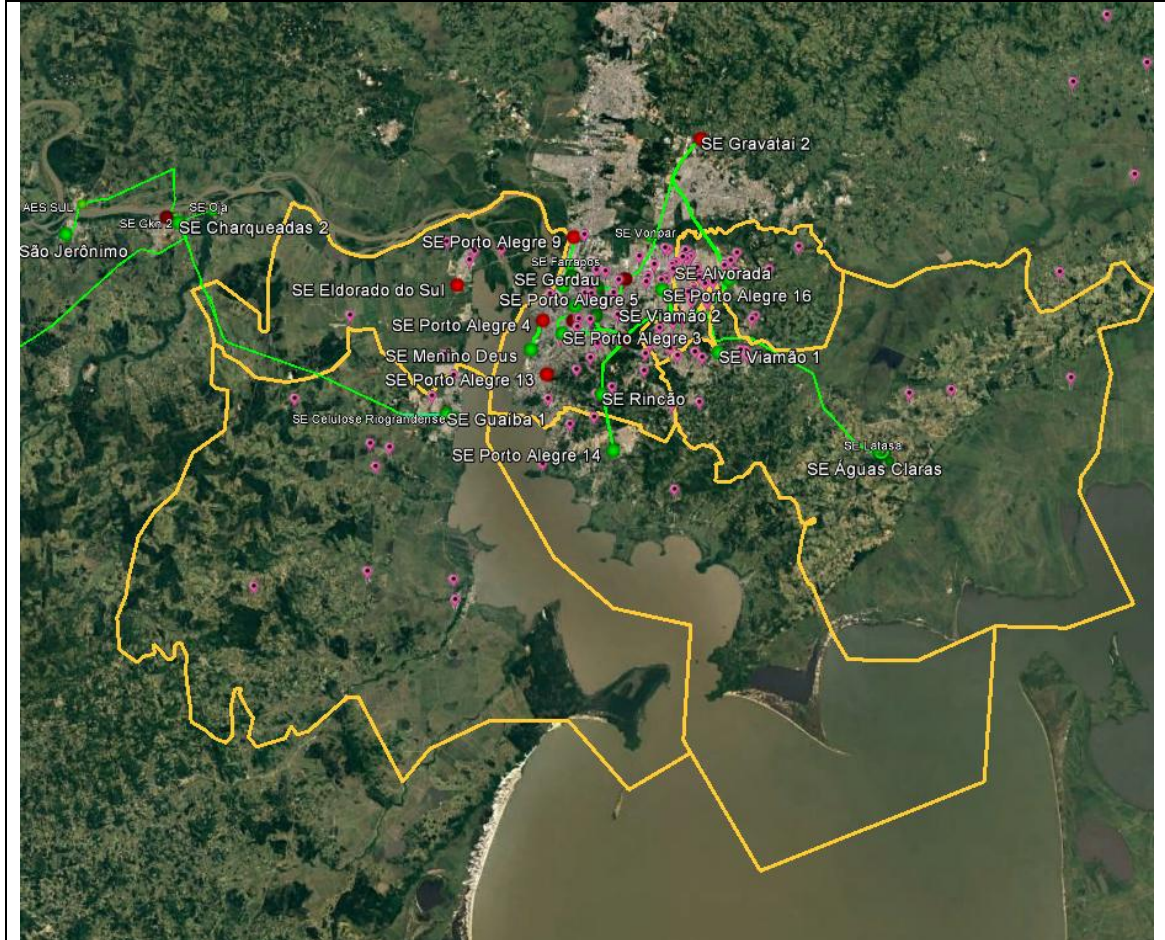 SE Gravataí 2
AES SUL
SE Gkn 2
SE Charqueadas 2
São Jerônimo
SE Porto Alegre 9
SE Vonpar
SE Farrapos
SE Gerdau
SE Alvorada
SE Eldorado do Sul
SE Porto Alegre 5
SE Porto Alegre 16
SE Porto Alegre 4
SE Viamão 2
SE Porto Alegre 3
SE Menino Deus
SE Viamão 1
SE Porto Alegre 13
SE Rincão
SE Celulose Riograndense
SE Guaíba 1
SE Porto Alegre 14
SE Latasa
SE Águas Claras